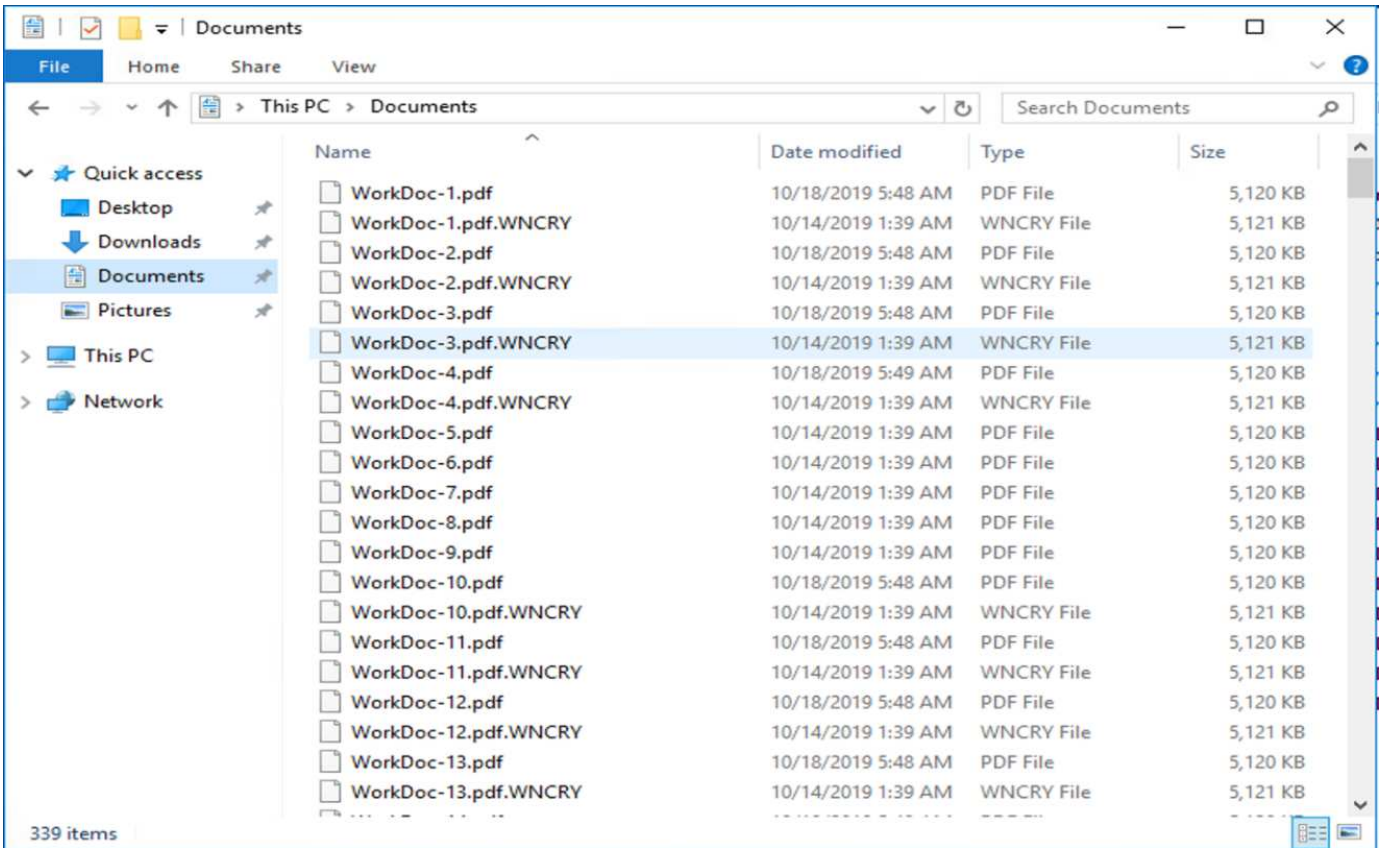 Documents
File Home Share View
This PC > Documents
Search Documents
Name Date modified Type Size
Quick access
Desktop
Downloads
Documents
Pictures
This PC
Network
WorkDoc-1.pdf 10/18/2019 5:48 AM PDF File 5,120 KB
WorkDoc-1.pdf.WNCRY 10/14/2019 1:39 AM WNCRY File 5,121 KB
WorkDoc-2.pdf 10/18/2019 5:48 AM PDF File 5,120 KB
WorkDoc-2.pdf.WNCRY 10/14/2019 1:39 AM WNCRY File 5,121 KB
WorkDoc-3.pdf 10/18/2019 5:48 AM PDF File 5,120 KB
WorkDoc-3.pdf.WNCRY 10/14/2019 1:39 AM WNCRY File 5,121 KB
WorkDoc-4.pdf 10/18/2019 5:49 AM PDF File 5,120 KB
WorkDoc-4.pdf.WNCRY 10/14/2019 1:39 AM WNCRY File 5,121 KB
WorkDoc-5.pdf 10/14/2019 1:39 AM PDF File 5,120 KB
WorkDoc-6.pdf 10/14/2019 1:39 AM PDF File 5,120 KB
WorkDoc-7.pdf 10/14/2019 1:39 AM PDF File 5,120 KB
WorkDoc-8.pdf 10/14/2019 1:39 AM PDF File 5,120 KB
WorkDoc-9.pdf 10/14/2019 1:39 AM PDF File 5,120 KB
WorkDoc-10.pdf 10/18/2019 5:48 AM PDF File 5,120 KB
WorkDoc-10.pdf.WNCRY 10/14/2019 1:39 AM WNCRY File 5,121 KB
WorkDoc-11.pdf 10/18/2019 5:48 AM PDF File 5,120 KB
WorkDoc-11.pdf.WNCRY 10/14/2019 1:39 AM WNCRY File 5,121 KB
WorkDoc-12.pdf 10/18/2019 5:48 AM PDF File 5,120 KB
WorkDoc-12.pdf.WNCRY 10/14/2019 1:39 AM WNCRY File 5,121 KB
WorkDoc-13.pdf 10/18/2019 5:48 AM PDF File 5,120 KB
WorkDoc-13.pdf.WNCRY 10/14/2019 1:39 AM WNCRY File 5,121 KB
339 items